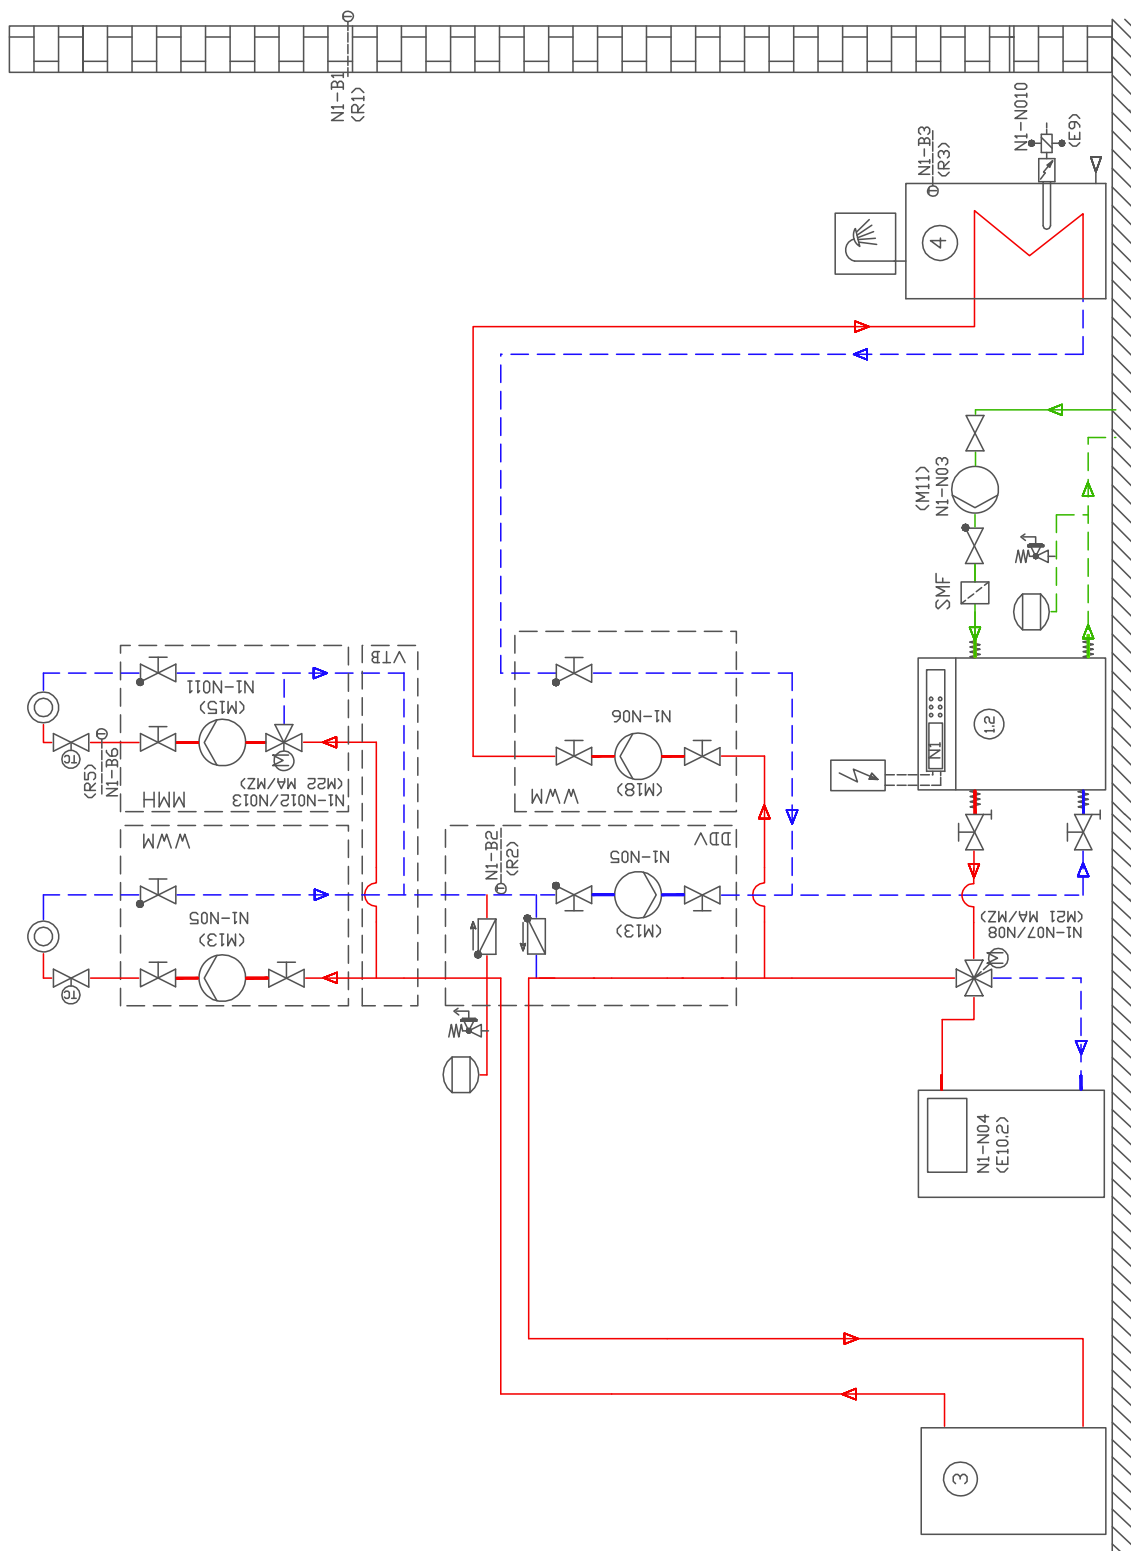 N1-B1
(R1)
N1-N010
(E9)
N1-B3
(R3)
4
(M11)
N1-N03
SMF
VTB
N1-N011
(M15)
M
(M22 MA/MZ)
N1-N012/N013
MMH
TC
(R5)
N1-B6
N1-N06
(M18)
WWM
N1
1.2
WWM
N1-N05
(M13)
TC
N1-B2
(R2)
DDV
N1-N05
(M13)
(M21 MA/MZ)
N1-N07/N08
M
N1-N04
(E10.2)
3